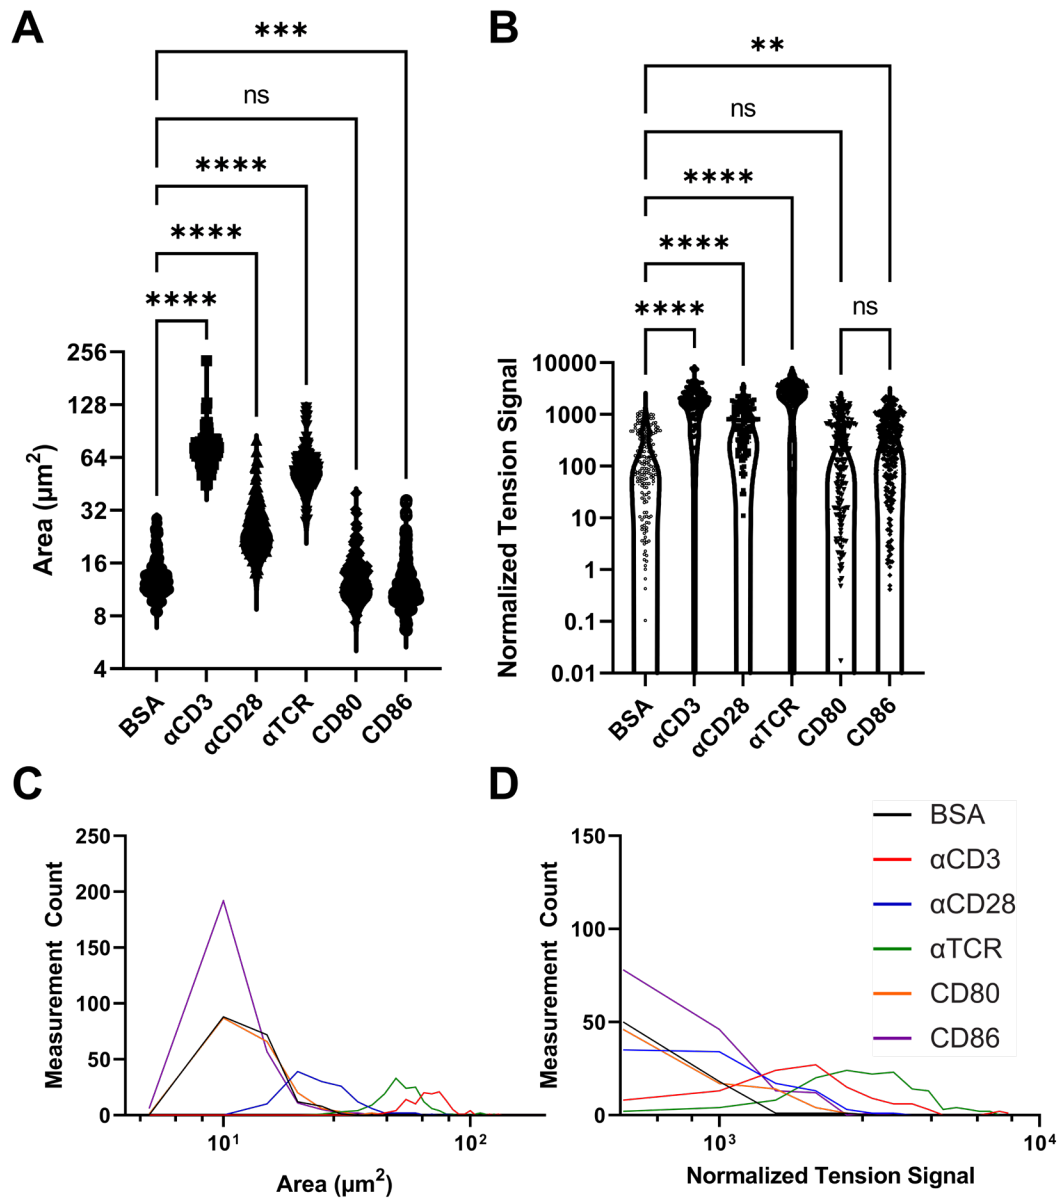 A
***
ns
****
****
****
Area (µm²)
256
128
64
32
16
8
4
BSA
αCD3
αCD28
αTCR
CD80
CD86
B
**
ns
****
****
****
ns
Normalized Tension Signal
10000
1000
100
10
1
0.1
0.01
BSA
αCD3
αCD28
αTCR
CD80
CD86
C
Measurement Count
250
200
150
100
50
0
10¹
10²
Area (µm²)
D
Measurement Count
150
100
50
0
10³
10⁴
Normalized Tension Signal
BSA
αCD3
αCD28
αTCR
CD80
CD86